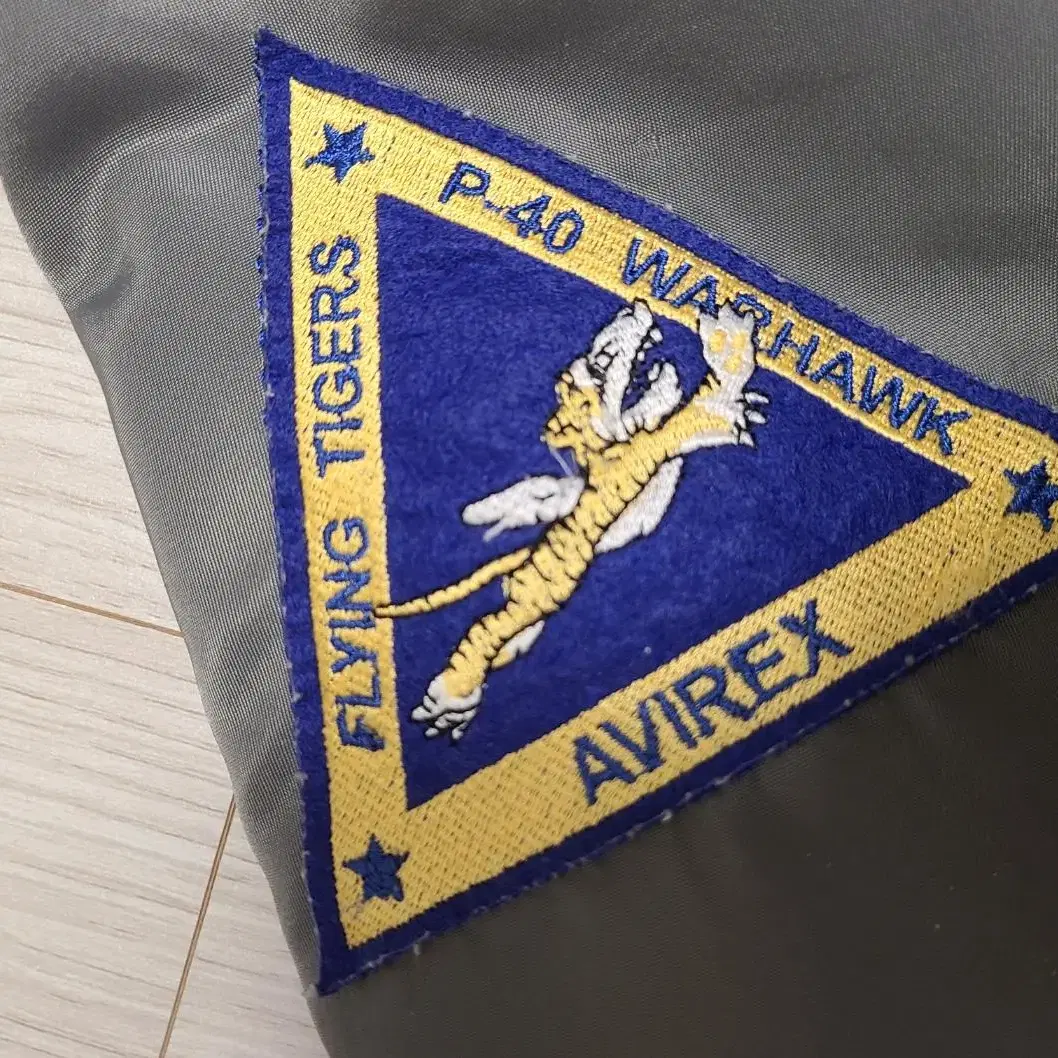 P-40 WARHAWK
FLYING TIGERS
AVIREX